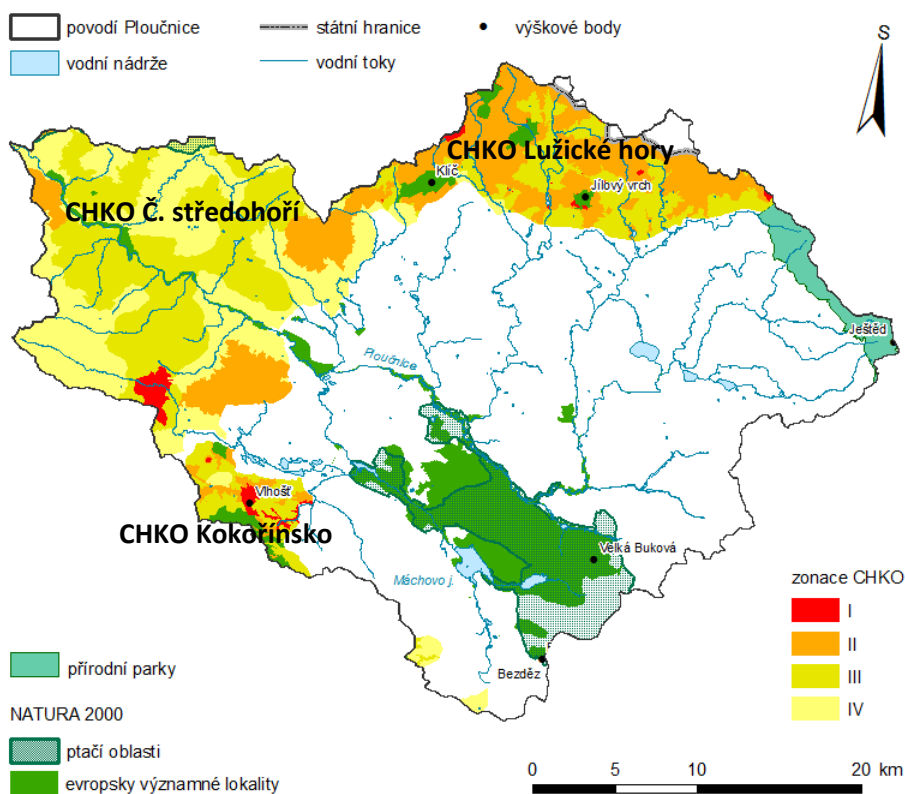 povodí Ploučnice
státní hranice
výškové body
vodní nádrže
vodní toky
S
CHKO Lužické hory
Klíč
Jílový vrch
CHKO Č. středohoří
Ještěd
Ploučnice
Vlhošť
CHKO Kokořínsko
Velká Buková
Máchovo j.
zonace CHKO
I
II
III
IV
Bezděz
přírodní parky
NATURA 2000
ptačí oblasti
evropsky významné lokality
0 5 10 20 km